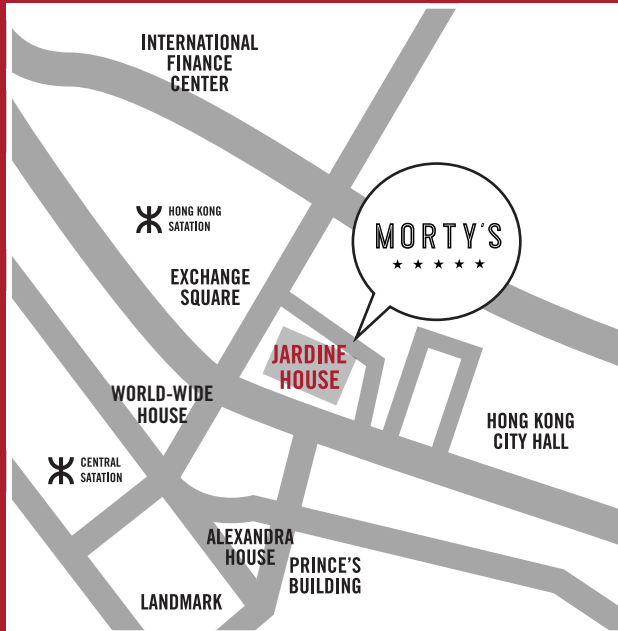 INTERNATIONAL
FINANCE
CENTER
HONG KONG
SATATION
MORTY'S
EXCHANGE
SQUARE
JARDINE
HOUSE
WORLD-WIDE
HOUSE
HONG KONG
CITY HALL
CENTRAL
SATATION
ALEXANDRA
HOUSE
PRINCE'S
BUILDING
LANDMARK